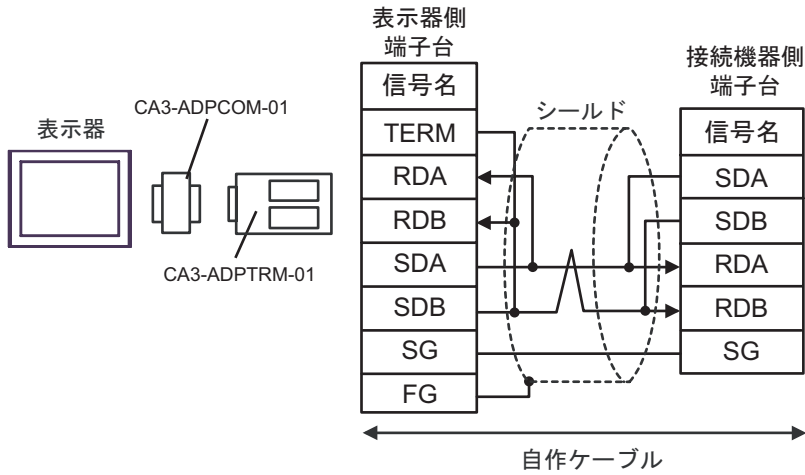 表示器
CA3-ADPCOM-01
CA3-ADPTRM-01
表示器側
端子台
信号名
TERM
RDA
RDB
SDA
SDB
SG
FG
シールド
接続機器側
端子台
信号名
SDA
SDB
RDA
RDB
SG
自作ケーブル